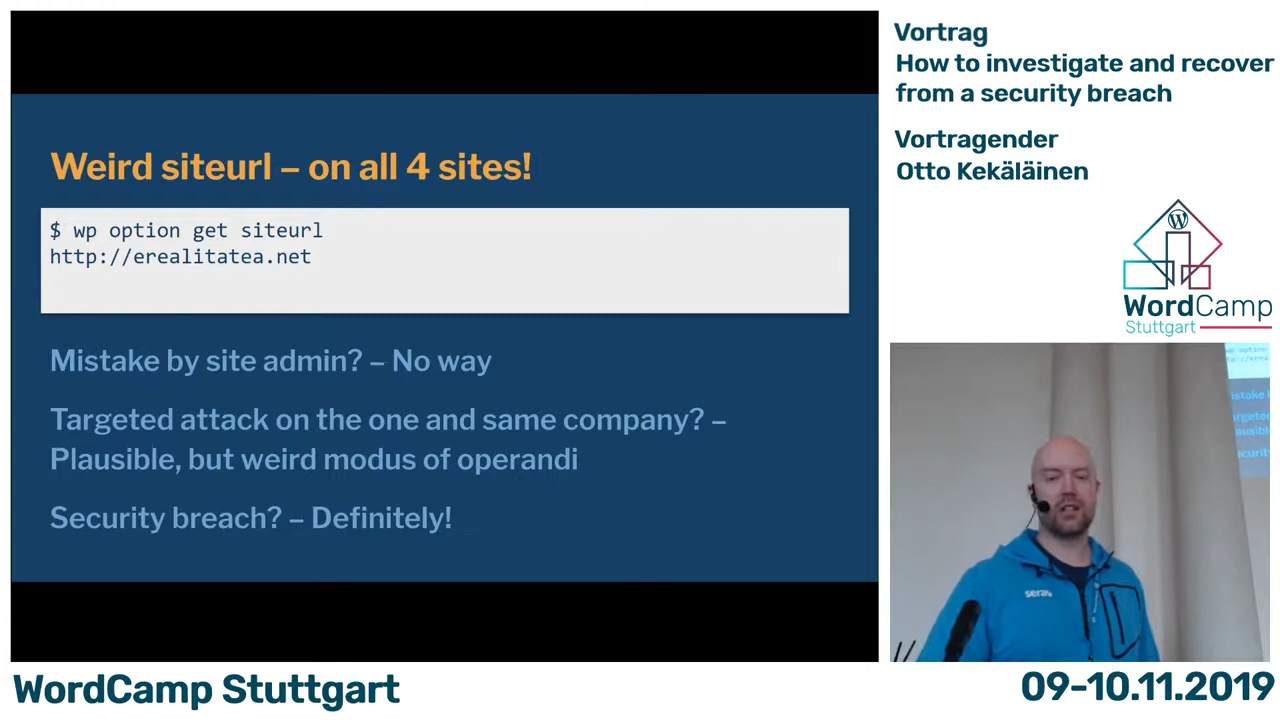 Weird siteurl – on all 4 sites!
$ wp option get siteurl
http://erealitatea.net
Mistake by site admin? – No way
Targeted attack on the one and same company? –
Plausible, but weird modus of operandi
Security breach? – Definitely!
Vortrag
How to investigate and recover
from a security breach
Vortragender
Otto Kekäläinen
WordCamp
Stuttgart
WordCamp Stuttgart
09-10.11.2019